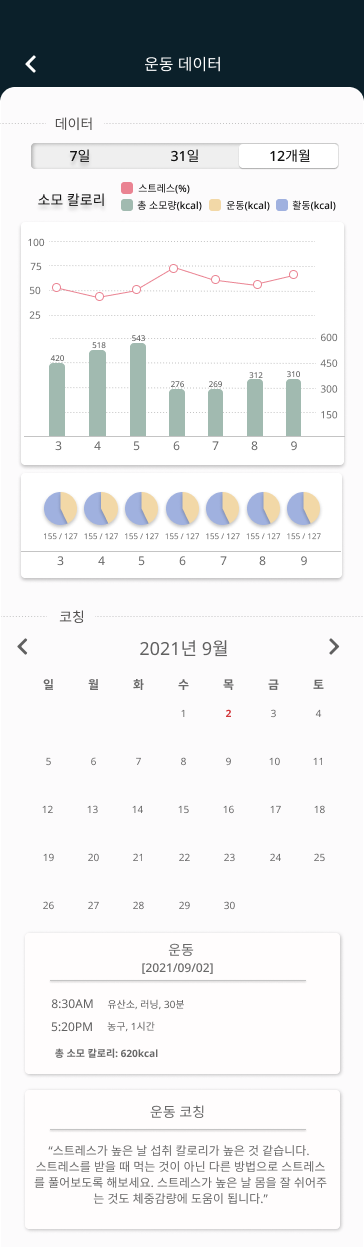 운동 데이터
데이터
7일 31일 12개월
소모 칼로리
스트레스(%)
총 소모량(kcal) 운동(kcal) 활동(kcal)
100
75
50
25
600
450
300
150
420 518 543 276 269 312 310
3 4 5 6 7 8 9
155 / 127 155 / 127 155 / 127 155 / 127 155 / 127 155 / 127 155 / 127
3 4 5 6 7 8 9
코칭
2021년 9월
일 월 화 수 목 금 토
1 2 3 4
5 6 7 8 9 10 11
12 13 14 15 16 17 18
19 20 21 22 23 24 25
26 27 28 29 30
운동
[2021/09/02]
8:30AM 유산소, 러닝, 30분
5:20PM 농구, 1시간
총 소모 칼로리: 620kcal
운동 코칭
“스트레스가 높은 날 섭취 칼로리가 높은 것 같습니다.
스트레스를 받을 때 먹는 것이 아닌 다른 방법으로 스트레스
를 풀어보도록 해보세요. 스트레스가 높은 날 몸을 잘 쉬어주
는 것도 체중감량에 도움이 됩니다.”